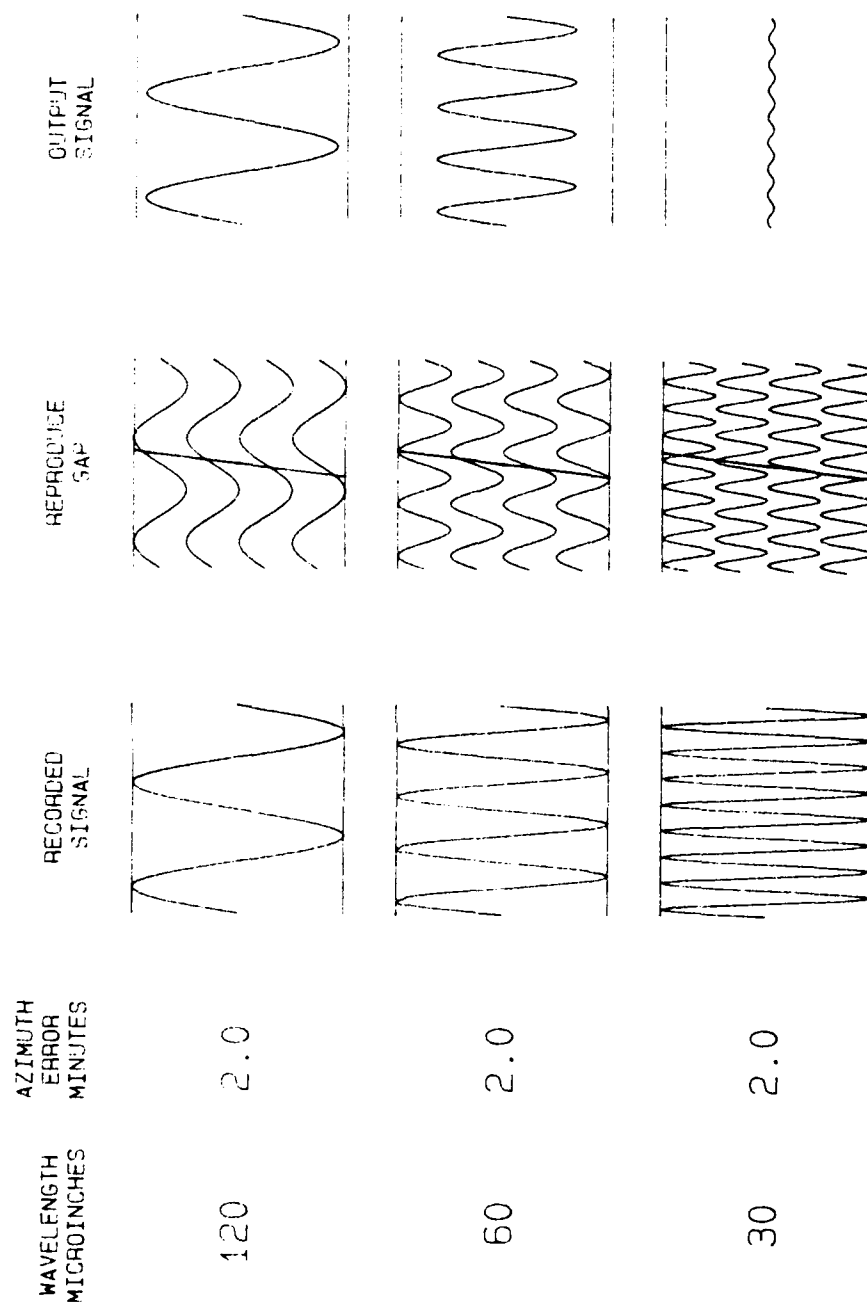 WAVELENGTH
MICROINCHES
AZIMUTH
ERROR
MINUTES
RECORDED
SIGNAL
REPRODUCE
GAP
OUTPUT
SIGNAL
120
2.0
60
2.0
30
2.0